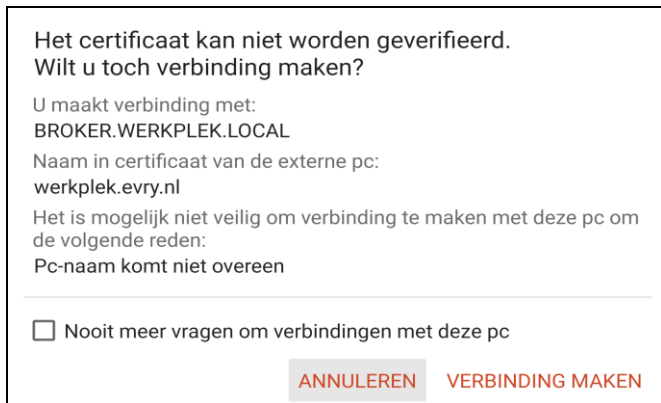 Het certificaat kan niet worden geverifieerd.
Wilt u toch verbinding maken?
U maakt verbinding met:
BROKER.WERKPLEK.LOCAL
Naam in certificaat van de externe pc:
werkplek.evry.nl
Het is mogelijk niet veilig om verbinding te maken met deze pc om
de volgende reden:
Pc-naam komt niet overeen
Nooit meer vragen om verbindingen met deze pc
ANNULEREN VERBINDING MAKEN